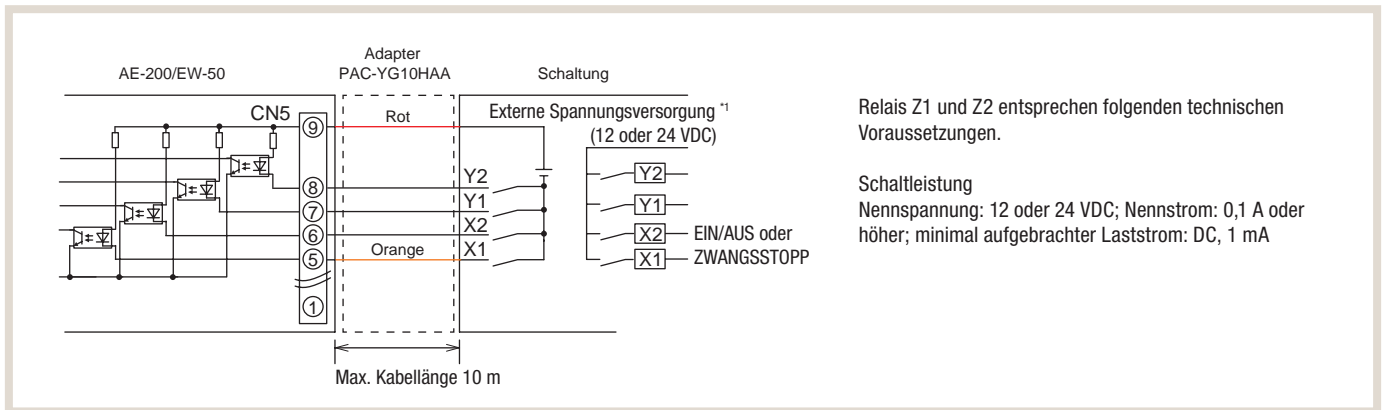 Adapter
AE-200/EW-50 PAC-YG10HAA Schaltung
CN5
Rot
Externe Spannungsversorgung *1
(12 oder 24 VDC)
9
8
7
6
5
1
Y2
Y1
X2
Orange X1
Y2
Y1
X2 EIN/AUS oder
X1 ZWANGSSTOPP
Max. Kabellänge 10 m
Relais Z1 und Z2 entsprechen folgenden technischen
Voraussetzungen.
Schaltleistung
Nennspannung: 12 oder 24 VDC; Nennstrom: 0,1 A oder
höher; minimal aufgebrachter Laststrom: DC, 1 mA